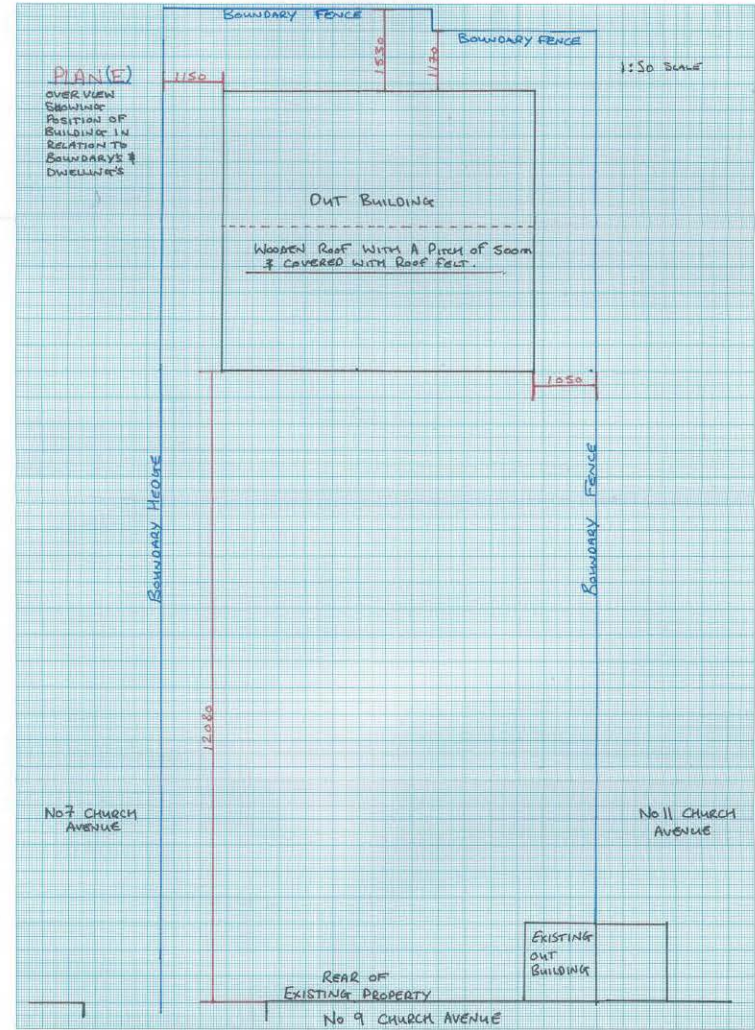 BOUNDARY FENCE
BOUNDARY FENCE
1:50 SCALE
PLAN(E)
OVER VIEW
SHOWING
POSITION OF
BUILDING IN
RELATION TO
BOUNDARY'S &
DWELLING'S
1150
1530
1170
OUT BUILDING
WOODEN ROOF WITH A PITCH OF 500m
& COVERED WITH ROOF FELT.
1050
BOUNDARY HEDGE
BOUNDARY FENCE
12080
No7 CHURCH
AVENUE
No 11 CHURCH
AVENUE
EXISTING
OUT
BUILDING
REAR OF
EXISTING PROPERTY
No 9 CHURCH AVENUE